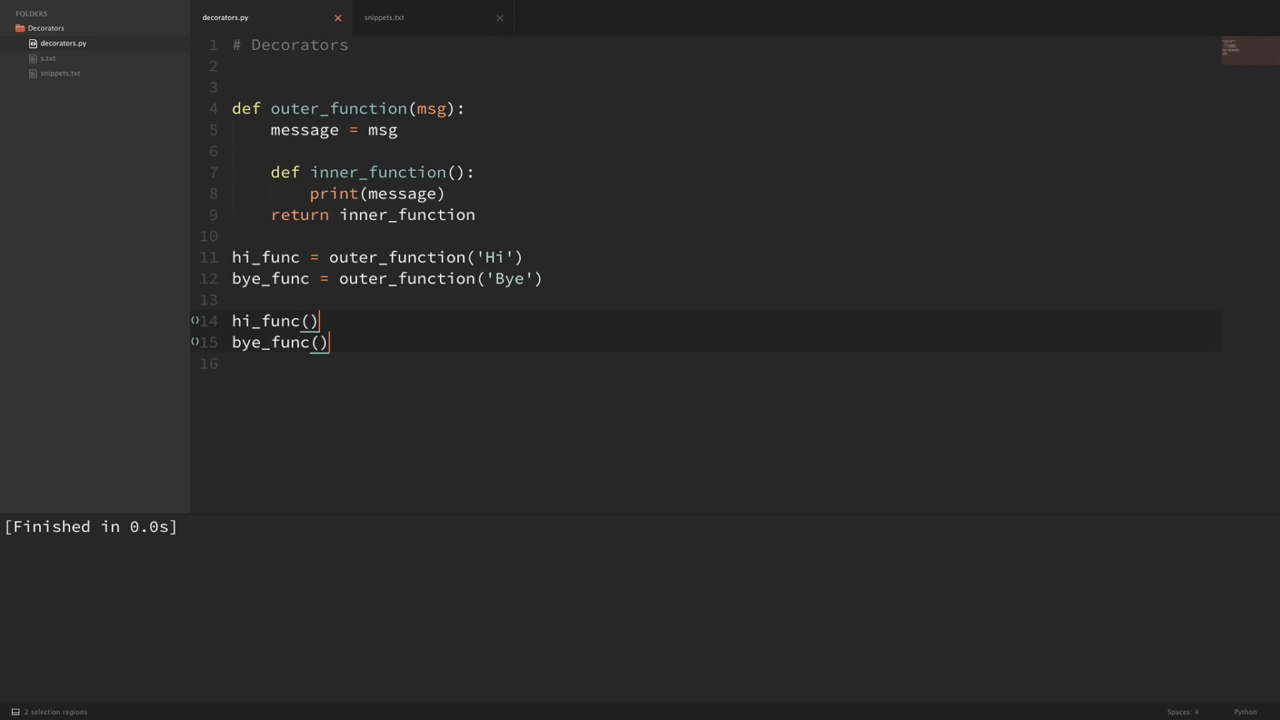 FOLDERS
Decorators
decorators.py
s.txt
snippets.txt
decorators.py
snippets.txt
1 # Decorators
2
3
4 def outer_function(msg):
5 message = msg
6
7 def inner_function():
8 print(message)
9 return inner_function
10
11 hi_func = outer_function('Hi')
12 bye_func = outer_function('Bye')
13
14 hi_func()
15 bye_func()
16
[Finished in 0.0s]
2 selection regions
Spaces: 4
Python